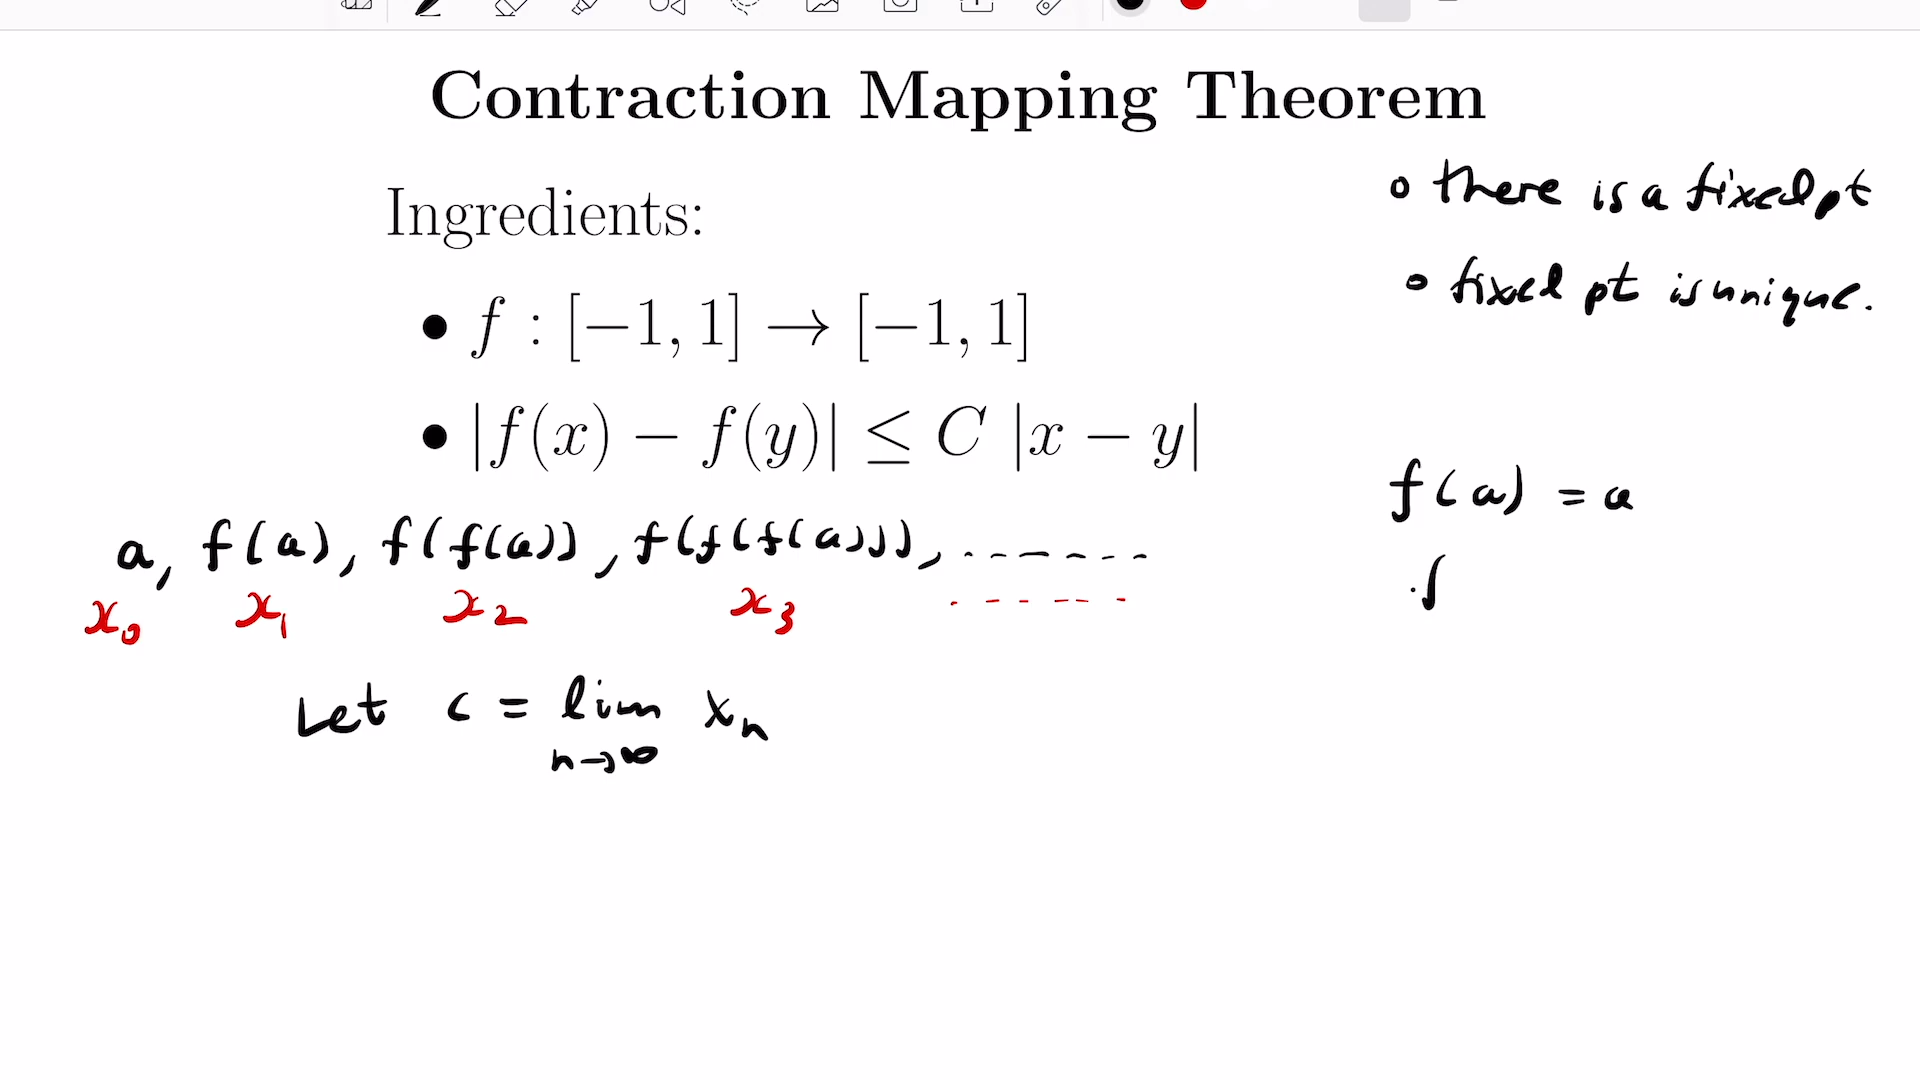 Contraction Mapping Theorem
Ingredients:
• f : [−1, 1] → [−1, 1]
• |f(x) − f(y)| ≤ C |x − y|
a, f(a), f(f(a)), f(f(f(a))), .......
x₀ x₁ x₂ x₃ .......
Let c = lim xₙ
n→∞
∘ there is a fixed pt
∘ fixed pt is unique.
f(a) = a